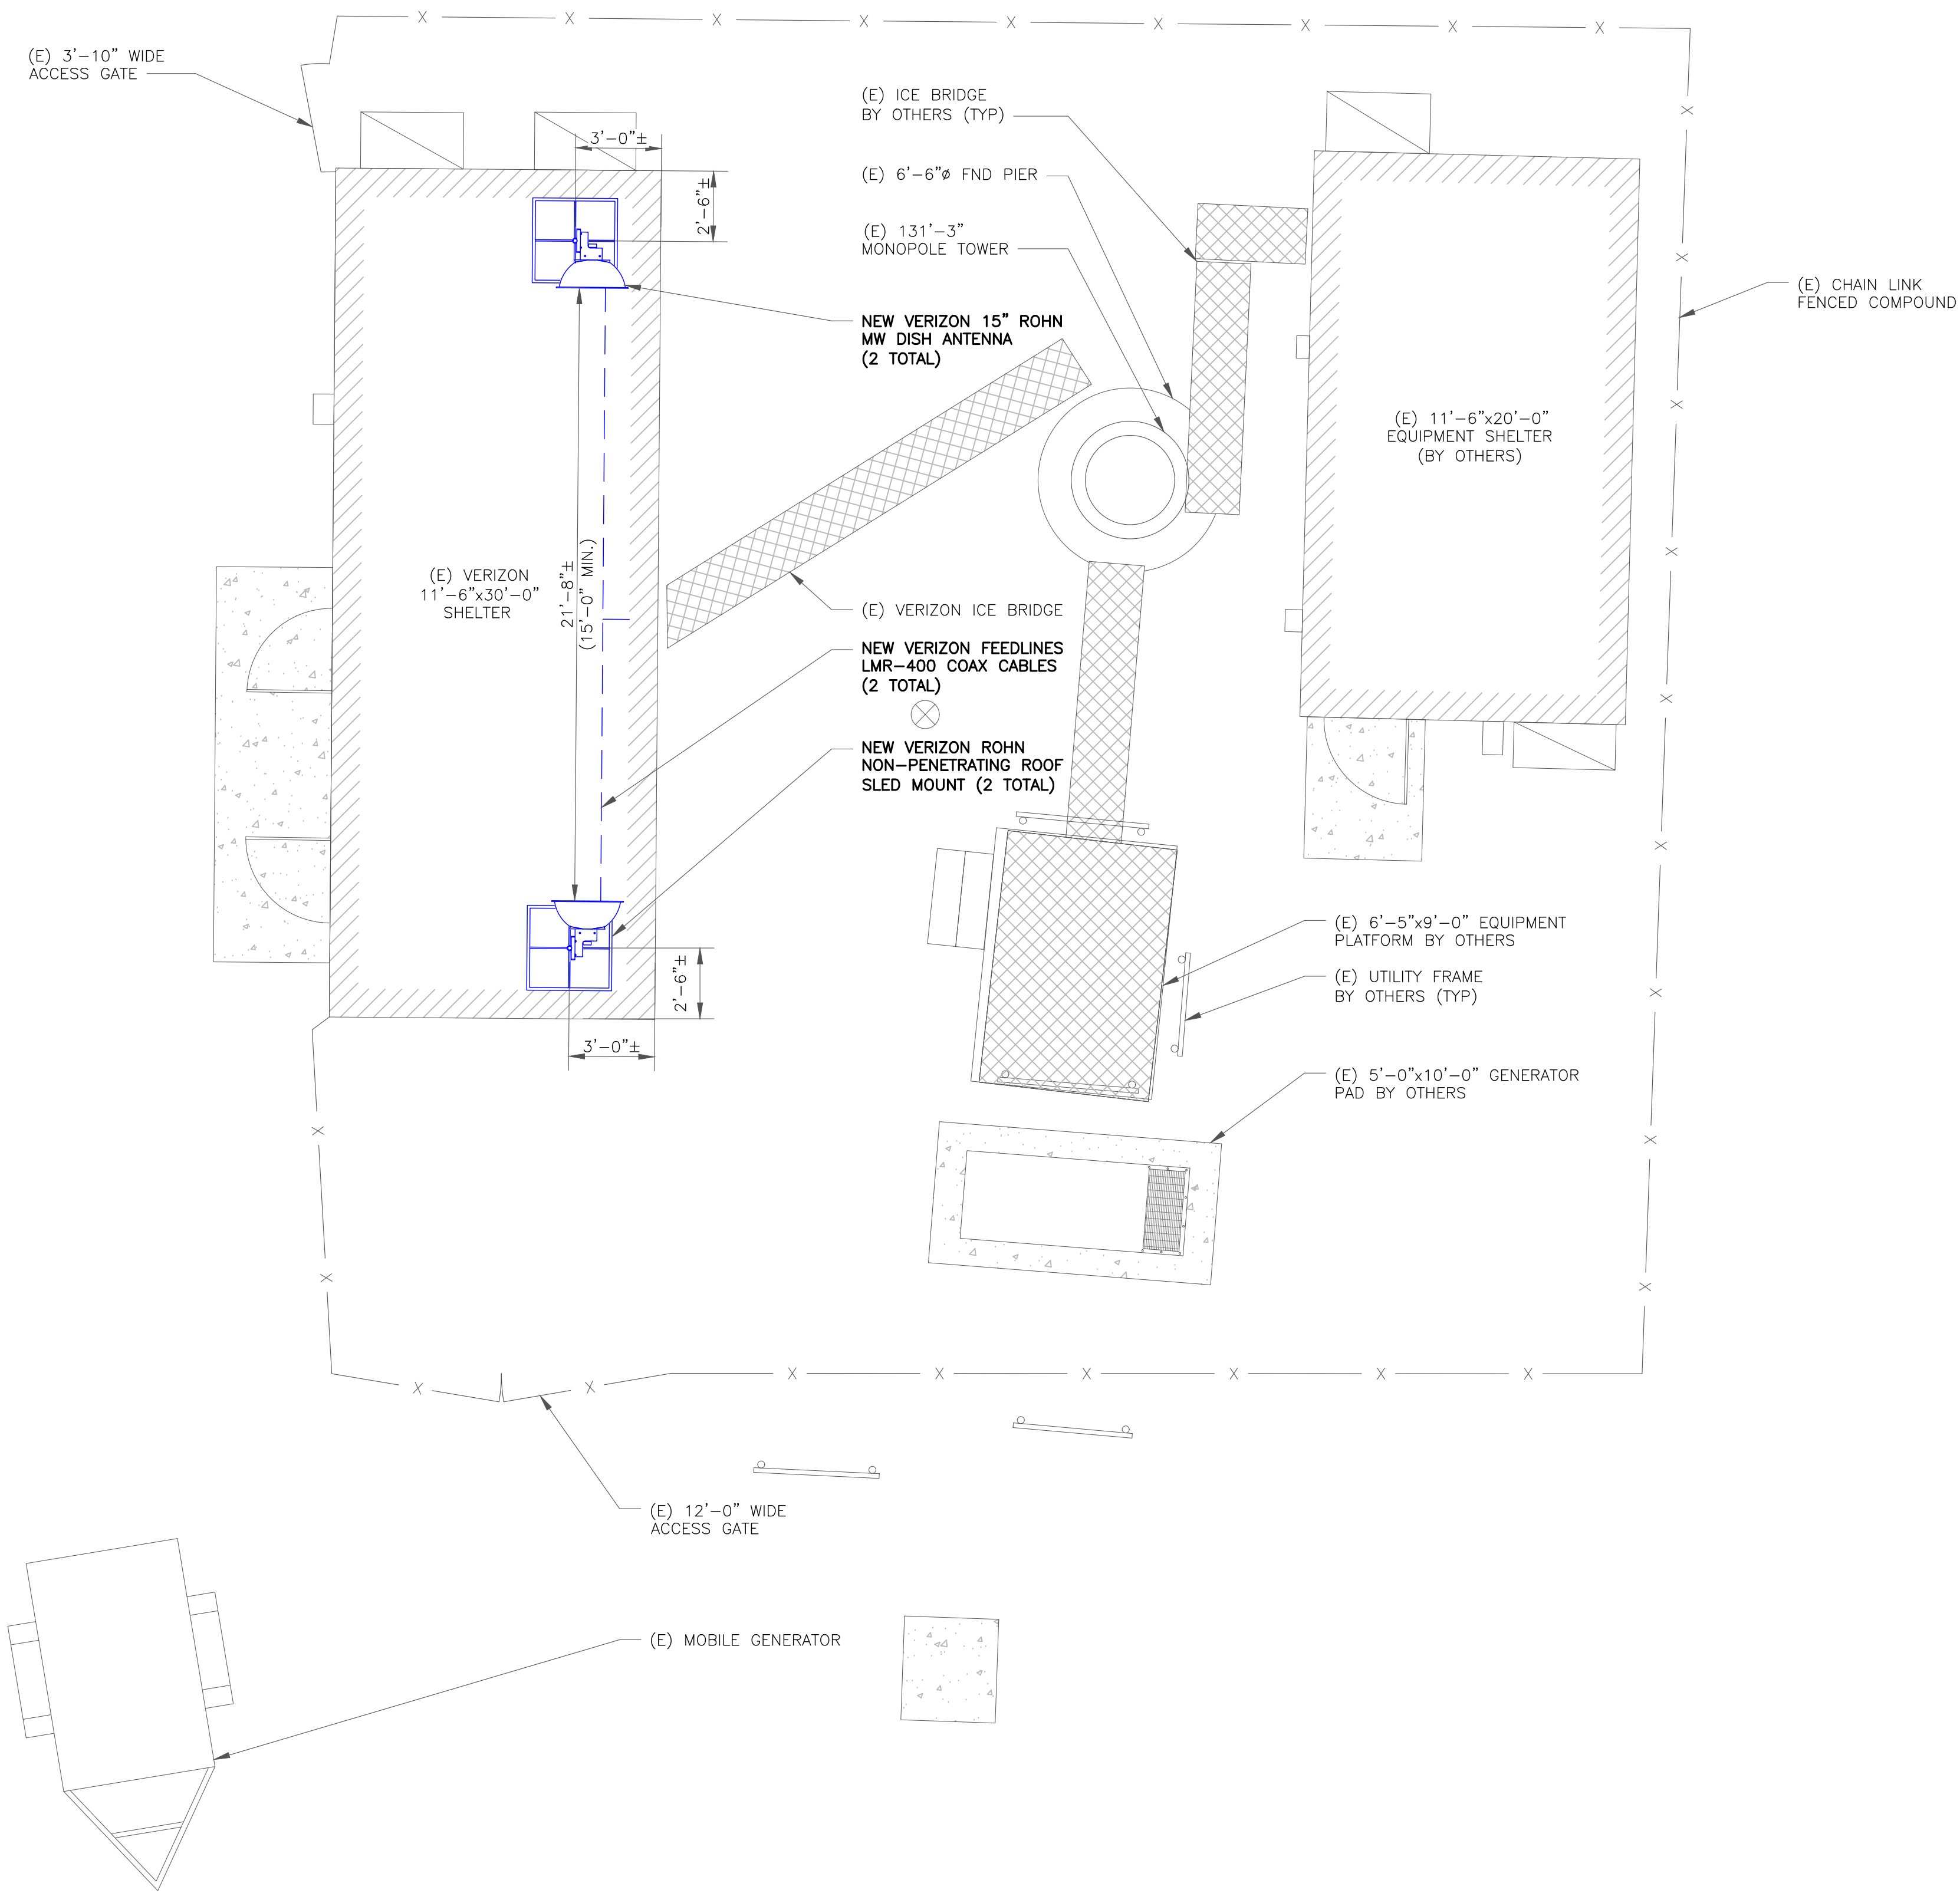 (E) 3'-10" WIDE
ACCESS GATE
(E) ICE BRIDGE
BY OTHERS (TYP)
3'-0"±
2'-6"±
(E) 6'-6"ø FND PIER
(E) 131'-3"
MONOPOLE TOWER
(E) CHAIN LINK
FENCED COMPOUND
NEW VERIZON 15" ROHN
MW DISH ANTENNA
(2 TOTAL)
(E) 11'-6"x20'-0"
EQUIPMENT SHELTER
(BY OTHERS)
(E) VERIZON
11'-6"x30'-0"
SHELTER
21'-8"±
(15'-0" MIN.)
(E) VERIZON ICE BRIDGE
NEW VERIZON FEEDLINES
LMR-400 COAX CABLES
(2 TOTAL)
NEW VERIZON ROHN
NON-PENETRATING ROOF
SLED MOUNT (2 TOTAL)
(E) 6'-5"x9'-0" EQUIPMENT
PLATFORM BY OTHERS
(E) UTILITY FRAME
BY OTHERS (TYP)
2'-6"±
3'-0"±
(E) 5'-0"x10'-0" GENERATOR
PAD BY OTHERS
(E) 12'-0" WIDE
ACCESS GATE
(E) MOBILE GENERATOR